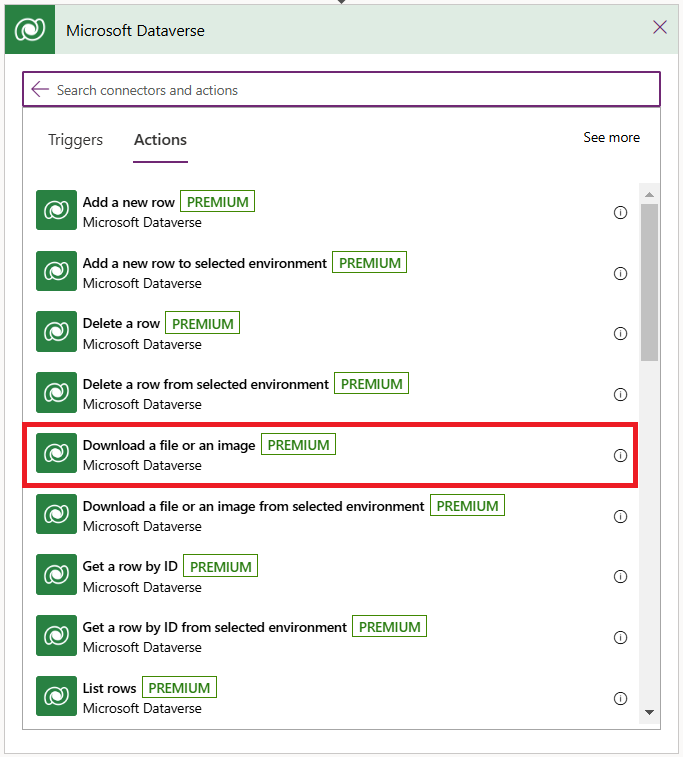 Microsoft Dataverse
Search connectors and actions
Triggers Actions See more
Add a new row PREMIUM
Microsoft Dataverse
Add a new row to selected environment PREMIUM
Microsoft Dataverse
Delete a row PREMIUM
Microsoft Dataverse
Delete a row from selected environment PREMIUM
Microsoft Dataverse
Download a file or an image PREMIUM
Microsoft Dataverse
Download a file or an image from selected environment PREMIUM
Microsoft Dataverse
Get a row by ID PREMIUM
Microsoft Dataverse
Get a row by ID from selected environment PREMIUM
Microsoft Dataverse
List rows PREMIUM
Microsoft Dataverse